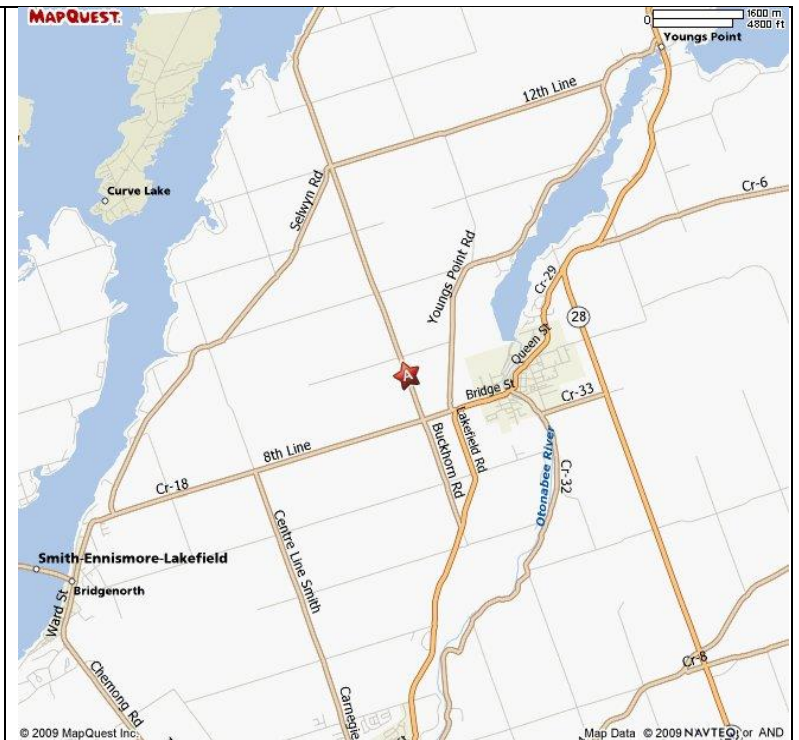 MAPQUEST.
0
1600 m
4800 ft
Youngs Point
12th Line
Curve Lake
Selwyn Rd
Cr-6
Youngs Point Rd
Cr-29
28
Queen St
A
Bridge St
Cr-33
Lakefield Rd
Buckhorn Rd
8th Line
Cr-18
Otonabee River
Cr-32
Centre Line Smith
Smith-Ennismore-Lakefield
Bridgenorth
Ward St
Chemong Rd
Cr-8
Carnegie
© 2009 MapQuest Inc.
Map Data © 2009 NAVTEQ or AND